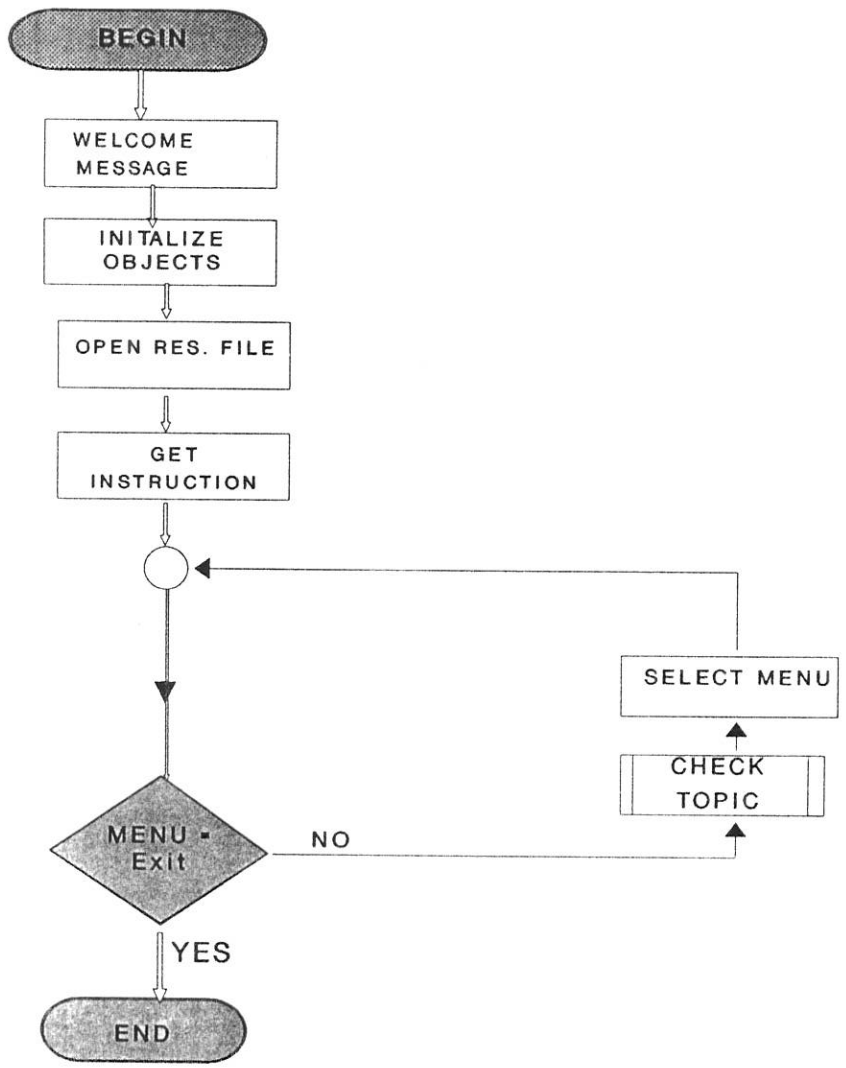 BEGIN
WELCOME
MESSAGE
INITALIZE
OBJECTS
OPEN RES. FILE
GET
INSTRUCTION
SELECT MENU
CHECK
TOPIC
MENU =
Exit
NO
YES
END